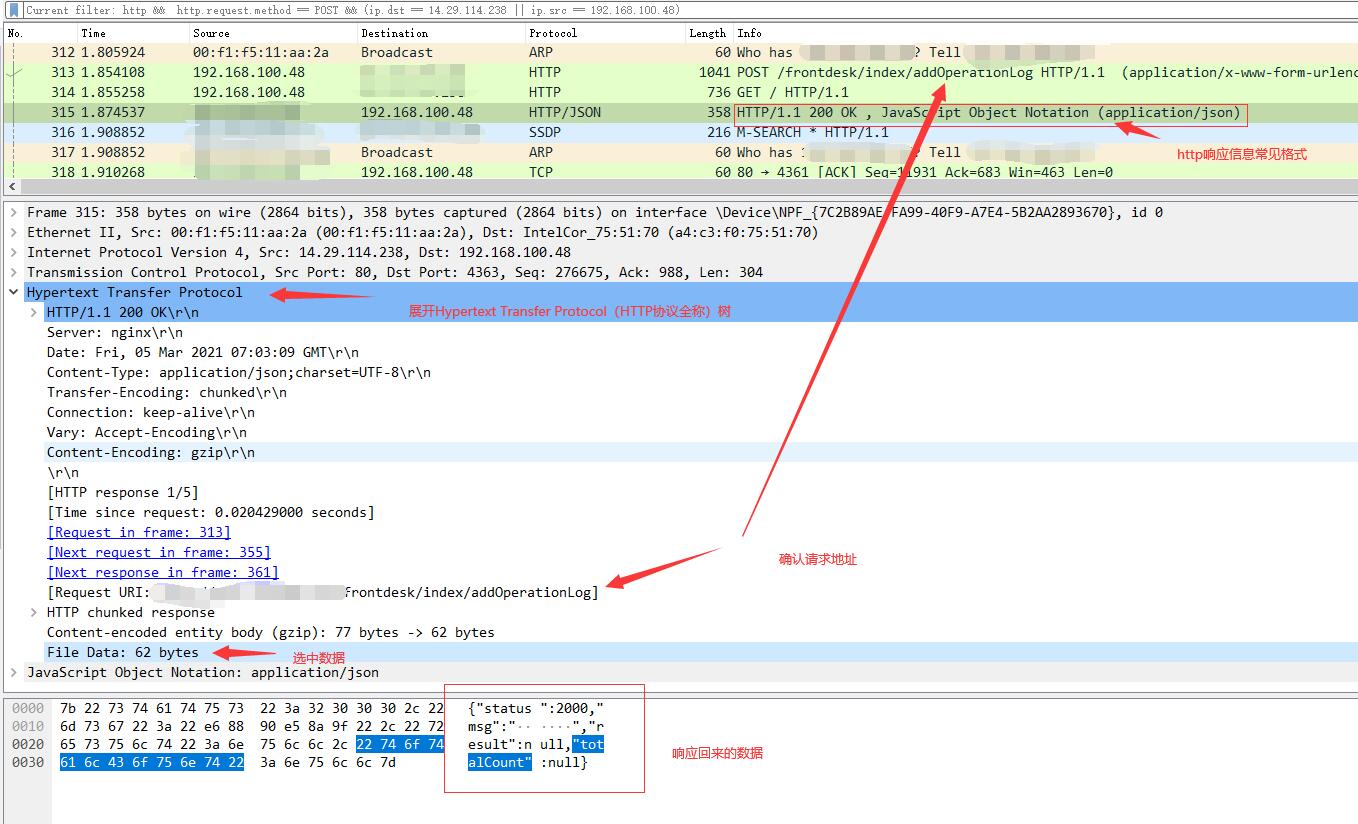 Current filter: http && http.request.method == POST && (ip.dst == 14.29.114.238 || ip.src == 192.168.100.48)
No. Time Source Destination Protocol Length Info
312 1.805924 00:f1:f5:11:aa:2a Broadcast ARP 60 Who has ? Tell
313 1.854108 192.168.100.48 HTTP 1041 POST /frontdesk/index/addOperationLog HTTP/1.1 (application/x-www-form-urlenc
314 1.855258 192.168.100.48 HTTP 736 GET / HTTP/1.1
315 1.874537 192.168.100.48 HTTP/JSON 358 HTTP/1.1 200 OK , JavaScript Object Notation (application/json)
316 1.908852 SSDP 216 M-SEARCH * HTTP/1.1
317 1.908852 Broadcast ARP 60 Who has ? Tell
http响应信息常见格式
318 1.910268 192.168.100.48 TCP 60 80 → 4361 [ACK] Seq=11931 Ack=683 Win=463 Len=0
Frame 315: 358 bytes on wire (2864 bits), 358 bytes captured (2864 bits) on interface \Device\NPF_{7C2B89AE-FA99-40F9-A7E4-5B2AA2893670}, id 0
Ethernet II, Src: 00:f1:f5:11:aa:2a (00:f1:f5:11:aa:2a), Dst: IntelCor_75:51:70 (a4:c3:f0:75:51:70)
Internet Protocol Version 4, Src: 14.29.114.238, Dst: 192.168.100.48
Transmission Control Protocol, Src Port: 80, Dst Port: 4363, Seq: 276675, Ack: 988, Len: 304
Hypertext Transfer Protocol
HTTP/1.1 200 OK\r\n
展开Hypertext Transfer Protocol（HTTP协议全称）树
Server: nginx\r\n
Date: Fri, 05 Mar 2021 07:03:09 GMT\r\n
Content-Type: application/json;charset=UTF-8\r\n
Transfer-Encoding: chunked\r\n
Connection: keep-alive\r\n
Vary: Accept-Encoding\r\n
Content-Encoding: gzip\r\n
\r\n
[HTTP response 1/5]
[Time since request: 0.020429000 seconds]
[Request in frame: 313]
[Next request in frame: 355]
确认请求地址
[Next response in frame: 361]
[Request URI: frontdesk/index/addOperationLog]
HTTP chunked response
Content-encoded entity body (gzip): 77 bytes -> 62 bytes
File Data: 62 bytes
选中数据
JavaScript Object Notation: application/json
0000 7b 22 73 74 61 74 75 73 22 3a 32 30 30 30 2c 22 {"status ":2000,"
0010 6d 73 67 22 3a 22 e6 88 90 e5 8a 9f 22 2c 22 72 msg":"·· ····","r
0020 65 73 75 6c 74 22 3a 6e 75 6c 6c 2c 22 74 6f 74 esult":n ull,"tot
0030 61 6c 43 6f 75 6e 74 22 3a 6e 75 6c 6c 7d alCount" :null}
响应回来的数据